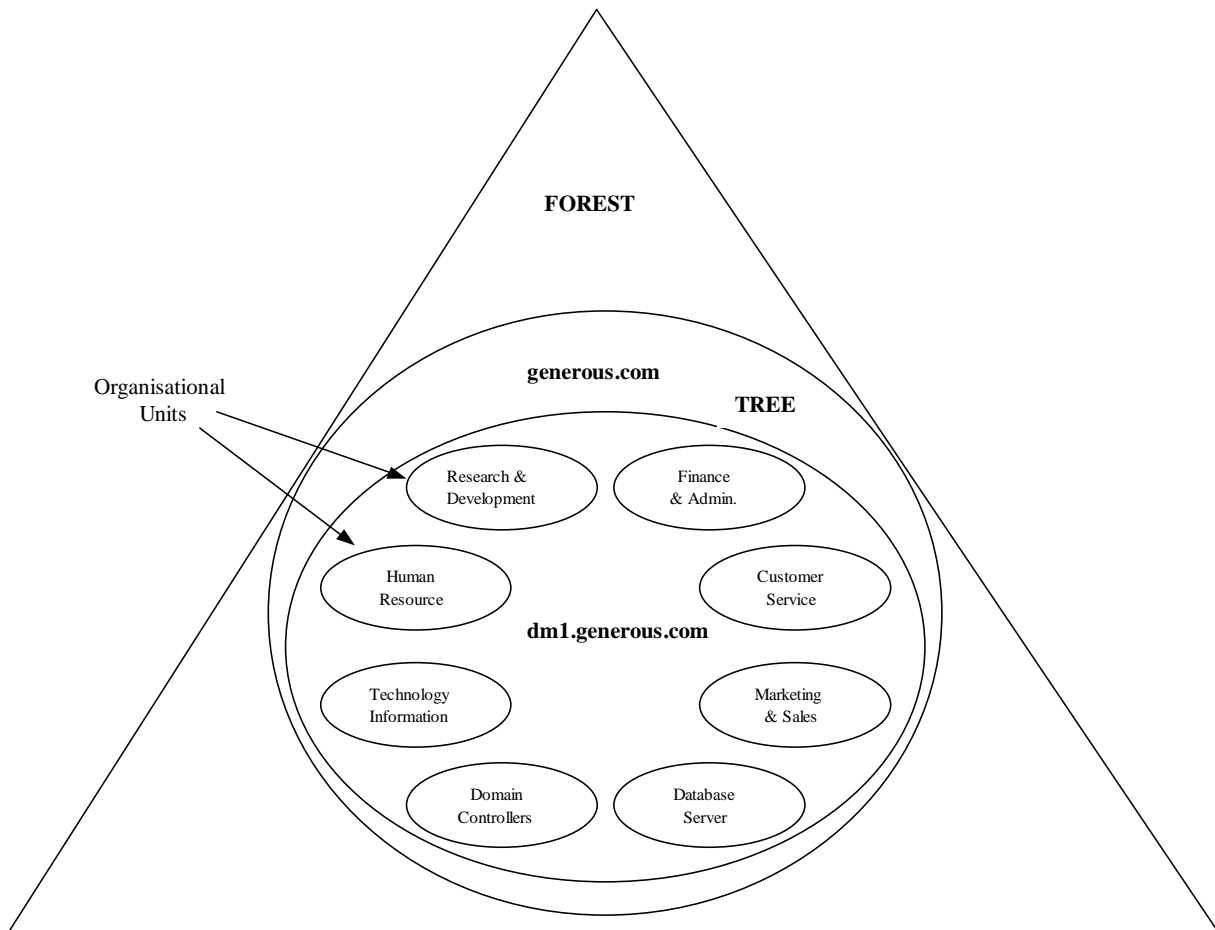 FOREST
generous.com
TREE
Organisational
Units
Research &
Development
Finance
& Admin.
Human
Resource
Customer
Service
dm1.generous.com
Technology
Information
Marketing
& Sales
Domain
Controllers
Database
Server